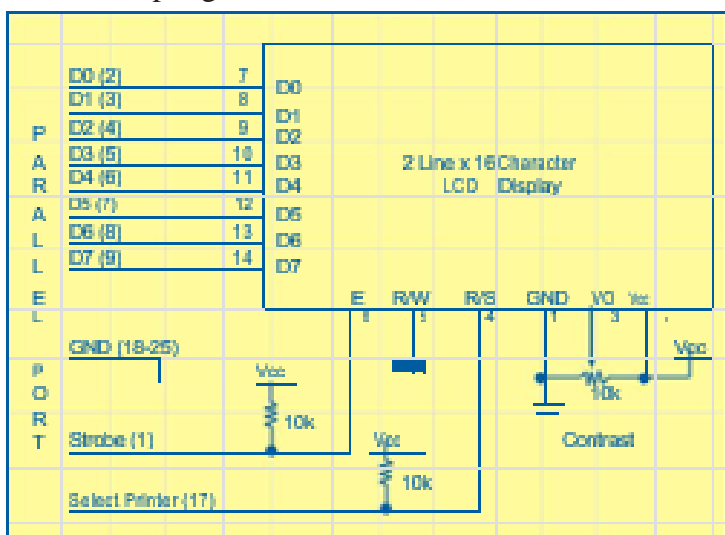 PARALLEL PORT
D0 (2) 7 D0
D1 (3) 8 D1
D2 (4) 9 D2
D3 (5) 10 D3
D4 (6) 11 D4
D5 (7) 12 D5
D6 (8) 13 D6
D7 (9) 14 D7
2 Line x 16 Character
LCD Display
E R/W R/S GND VO Vcc
6 5 4 1 3
GND (18-25)
Vcc
Vcc
10k
10k
Strobe (1)
Vcc
Contrast
10k
Select Printer (17)